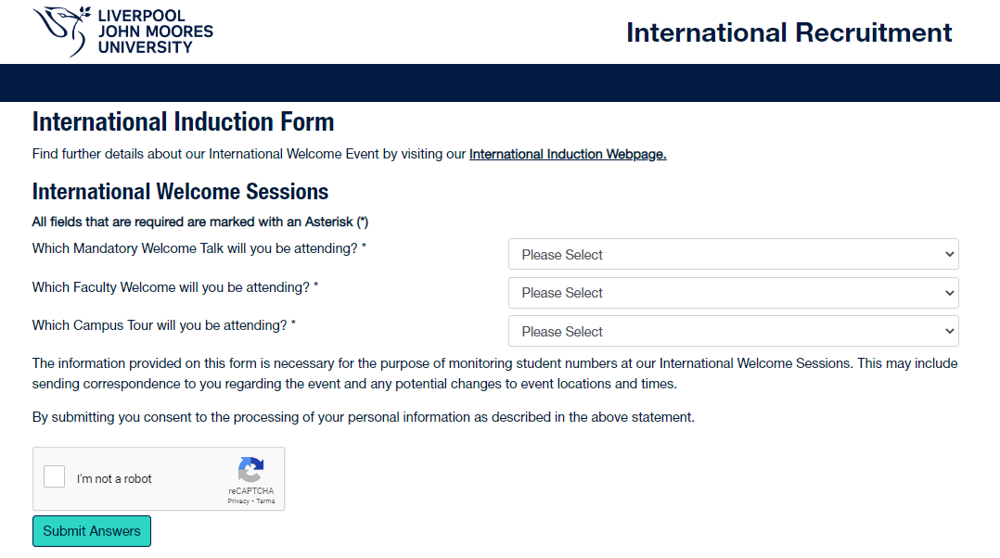 LIVERPOOL
JOHN MOORES
UNIVERSITY
International Recruitment
International Induction Form
Find further details about our International Welcome Event by visiting our International Induction Webpage.
International Welcome Sessions
All fields that are required are marked with an Asterisk (*)
Which Mandatory Welcome Talk will you be attending? *
Please Select
Which Faculty Welcome will you be attending? *
Please Select
Which Campus Tour will you be attending? *
Please Select
The information provided on this form is necessary for the purpose of monitoring student numbers at our International Welcome Sessions. This may include
sending correspondence to you regarding the event and any potential changes to event locations and times.
By submitting you consent to the processing of your personal information as described in the above statement.
I'm not a robot
reCAPTCHA
Privacy - Terms
Submit Answers